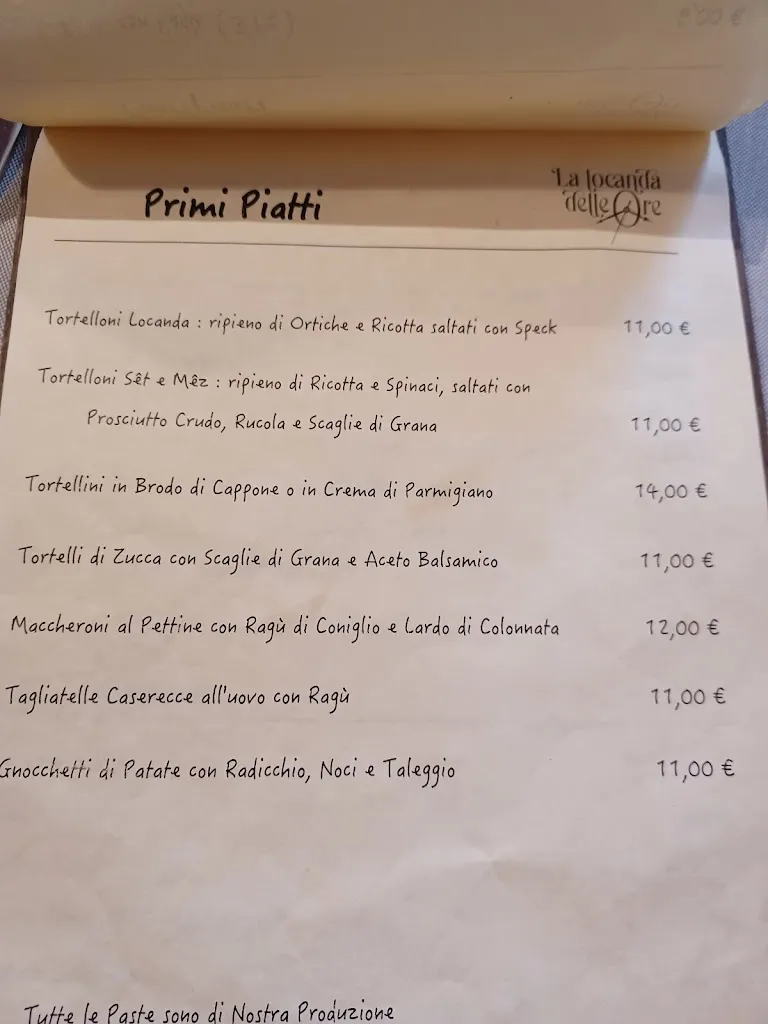 Primi Piatti
La locanda
delle Ore
Tortelloni Locanda : ripieno di Ortiche e Ricotta saltati con Speck 11,00 €
Tortelloni Sêt e Mêz : ripieno di Ricotta e Spinaci, saltati con
Prosciutto Crudo, Rucola e Scaglie di Grana 11,00 €
Tortellini in Brodo di Cappone o in Crema di Parmigiano 14,00 €
Tortelli di Zucca con Scaglie di Grana e Aceto Balsamico 11,00 €
Maccheroni al Pettine con Ragù di Coniglio e Lardo di Colonnata 12,00 €
Tagliatelle Caserecce all'uovo con Ragù 11,00 €
Gnocchetti di Patate con Radicchio, Noci e Taleggio 11,00 €
Tutte le Paste sono di Nostra Produzione